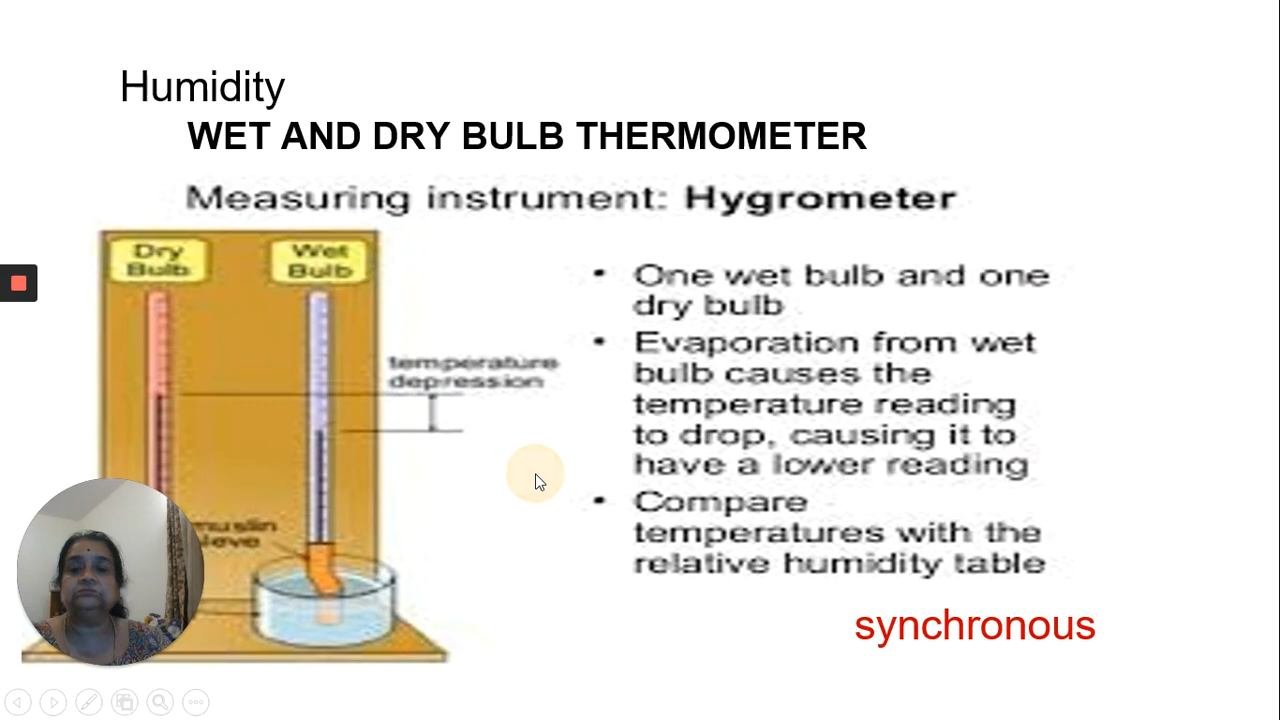 Humidity
WET AND DRY BULB THERMOMETER
Measuring instrument: Hygrometer
Dry
Bulb
Wet
Bulb
temperature
depression
muslin
• One wet bulb and one
dry bulb
• Evaporation from wet
bulb causes the
temperature reading
to drop, causing it to
have a lower reading
• Compare
temperatures with the
relative humidity table
synchronous